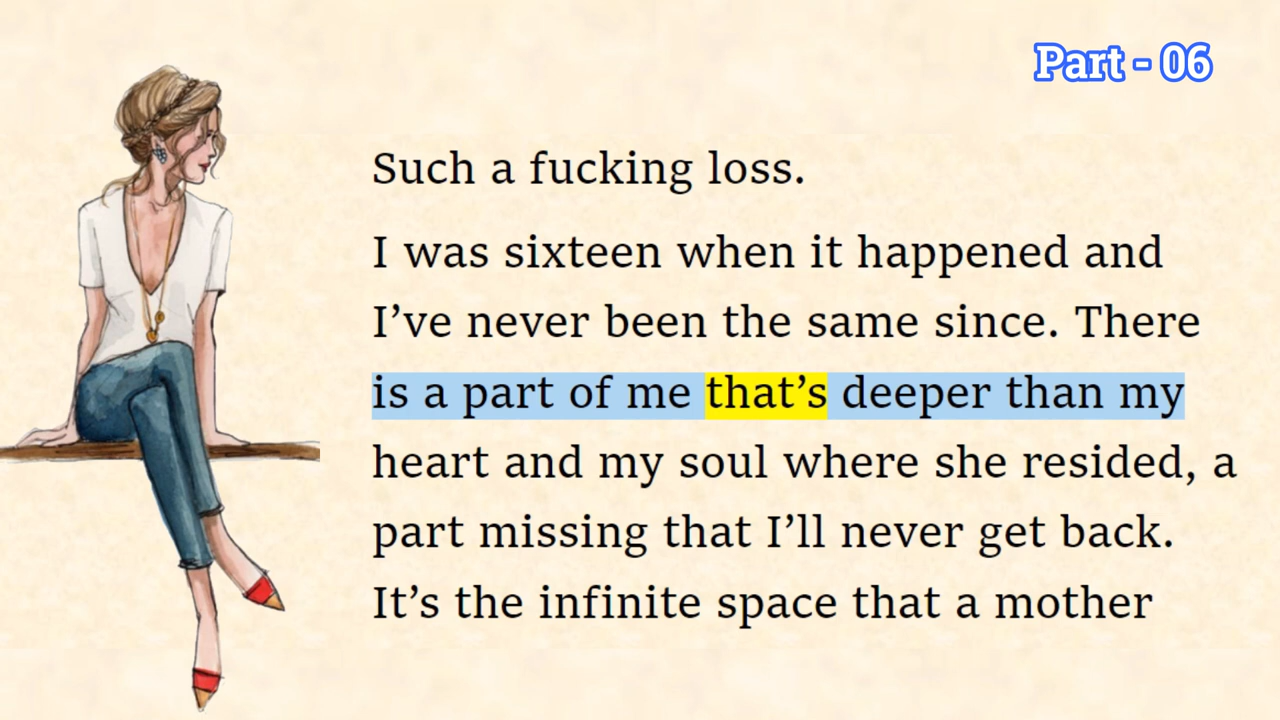 Part - 06
Such a fucking loss.
I was sixteen when it happened and
I’ve never been the same since. There
is a part of me that’s deeper than my
heart and my soul where she resided, a
part missing that I’ll never get back.
It’s the infinite space that a mother